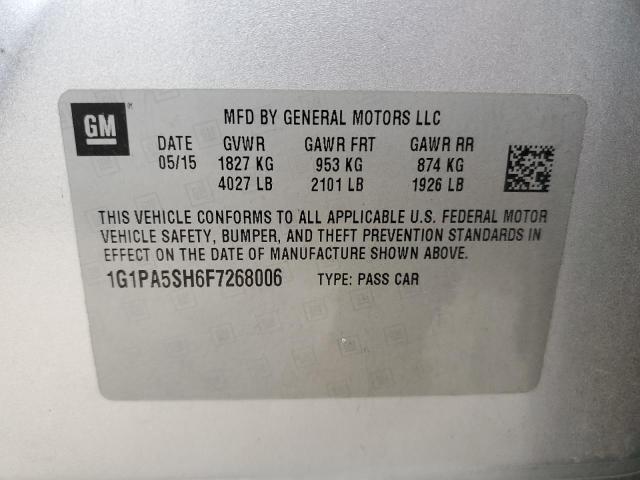 GM
MFD BY GENERAL MOTORS LLC
DATE GVWR GAWR FRT GAWR RR
05/15 1827 KG 953 KG 874 KG
4027 LB 2101 LB 1926 LB
THIS VEHICLE CONFORMS TO ALL APPLICABLE U.S. FEDERAL MOTOR
VEHICLE SAFETY, BUMPER, AND THEFT PREVENTION STANDARDS IN
EFFECT ON THE DATE OF MANUFACTURE SHOWN ABOVE.
1G1PA5SH6F7268006 TYPE: PASS CAR